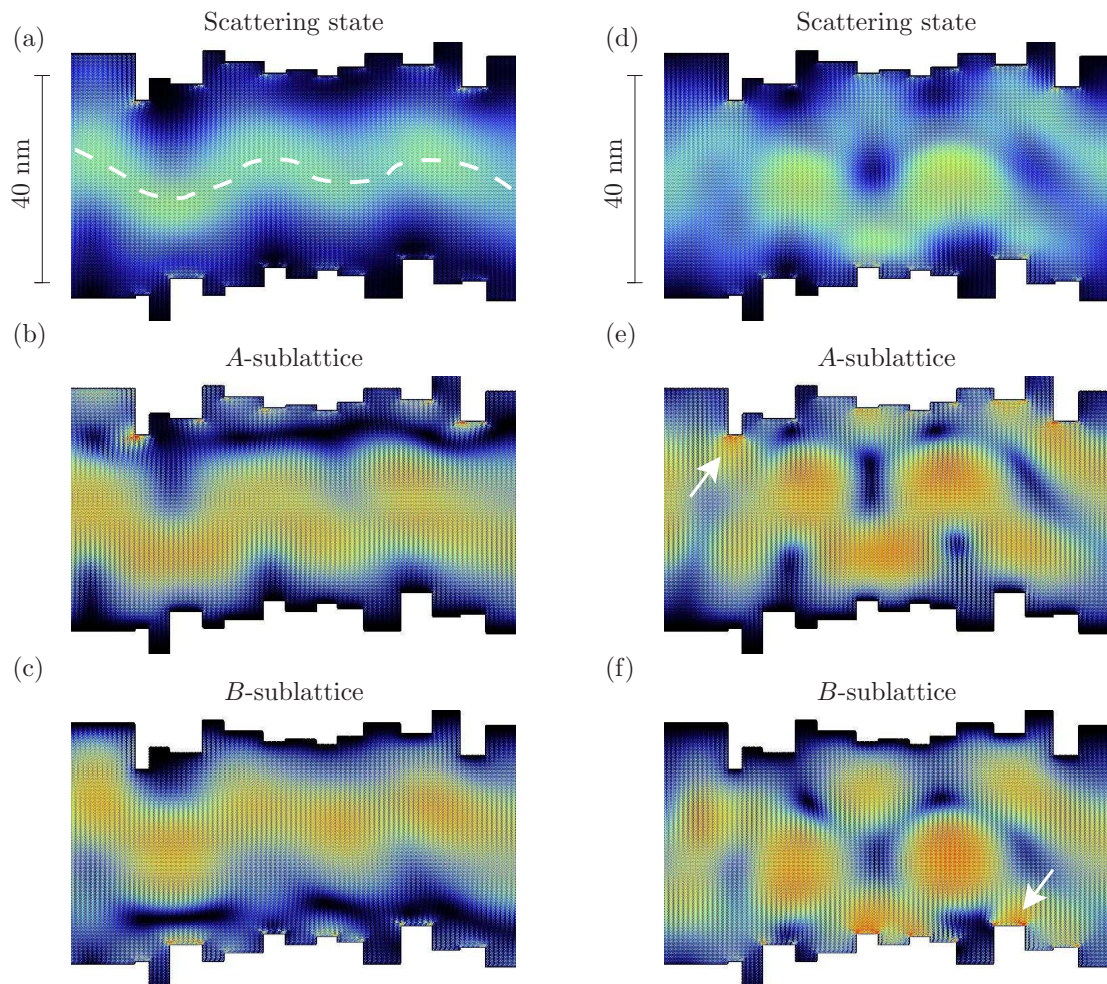 Scattering state
(a)
40 nm
(b)
A-sublattice
(c)
B-sublattice
Scattering state
(d)
40 nm
(e)
A-sublattice
(f)
B-sublattice